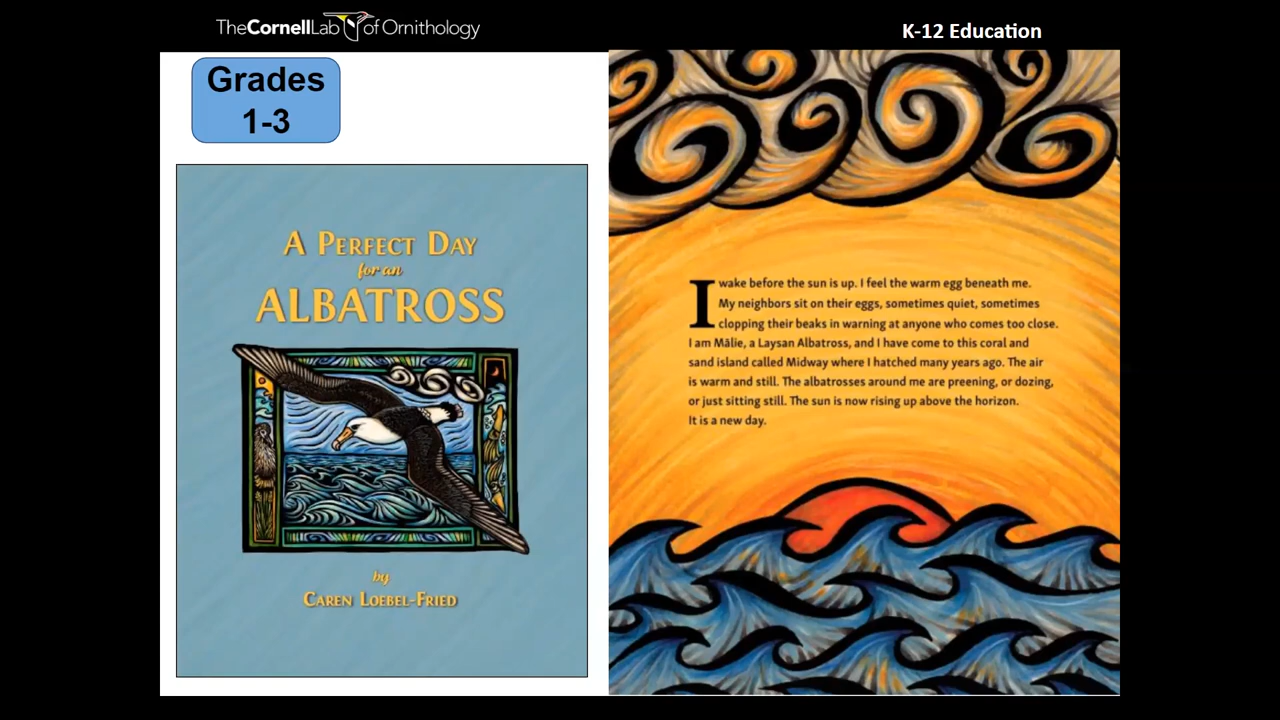 TheCornellLab of Ornithology
K-12 Education
Grades
1-3
A PERFECT DAY
for an
ALBATROSS
by
CAREN LOEBEL-FRIED
I wake before the sun is up. I feel the warm egg beneath me.
My neighbors sit on their eggs, sometimes quiet, sometimes
clopping their beaks in warning at anyone who comes too close.
I am Mālie, a Laysan Albatross, and I have come to this coral and
sand island called Midway where I hatched many years ago. The air
is warm and still. The albatrosses around me are preening, or dozing,
or just sitting still. The sun is now rising up above the horizon.
It is a new day.